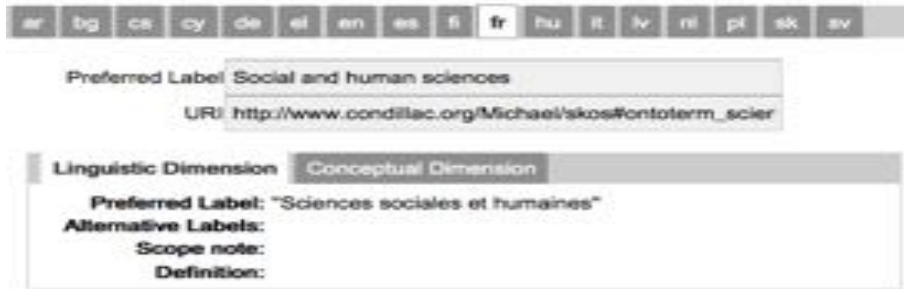 ar bg cs cy de el en es fi fr hu it lv nl pl sk sv
Preferred Label Social and human sciences
URI http://www.condillac.org/Michael/skos#ontoterm_scier
Linguistic Dimension Conceptual Dimension
Preferred Label: "Sciences sociales et humaines"
Alternative Labels:
Scope note:
Definition: